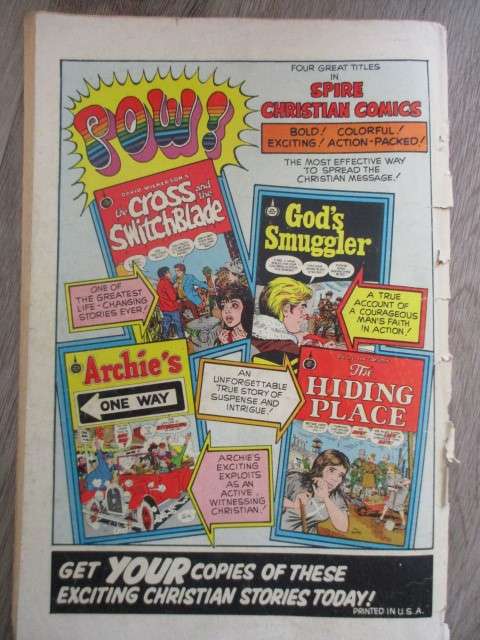 POW!
FOUR GREAT TITLES
IN
SPIRE
CHRISTIAN COMICS
BOLD! COLORFUL!
EXCITING! ACTION-PACKED!
THE MOST EFFECTIVE WAY
TO SPREAD THE
CHRISTIAN MESSAGE!
DAVID WILKERSON'S
the CROSS and the
SWitchBlade
ONE OF
THE GREATEST
LIFE-CHANGING
STORIES EVER!
God's
Smuggler
A TRUE
ACCOUNT OF
A COURAGEOUS
MAN'S FAITH
IN ACTION!
Archie's
ONE WAY
ARCHIE'S
EXCITING
EXPLOITS
AS AN
ACTIVE,
WITNESSING
CHRISTIAN!
The
HIDING
PLACE
AN
UNFORGETTABLE
TRUE STORY OF
SUSPENSE AND
INTRIGUE!
GET YOUR COPIES OF THESE
EXCITING CHRISTIAN STORIES TODAY!
PRINTED IN U.S.A.